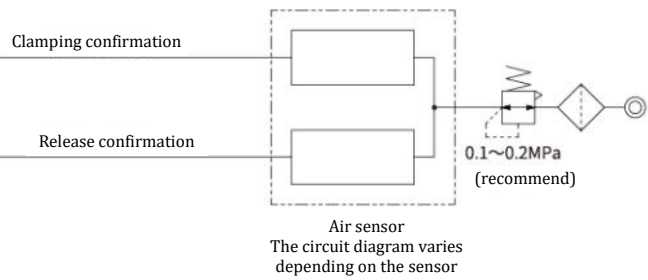 Clamping confirmation
Release confirmation
0.1～0.2MPa
(recommend)
Air sensor
The circuit diagram varies
depending on the sensor